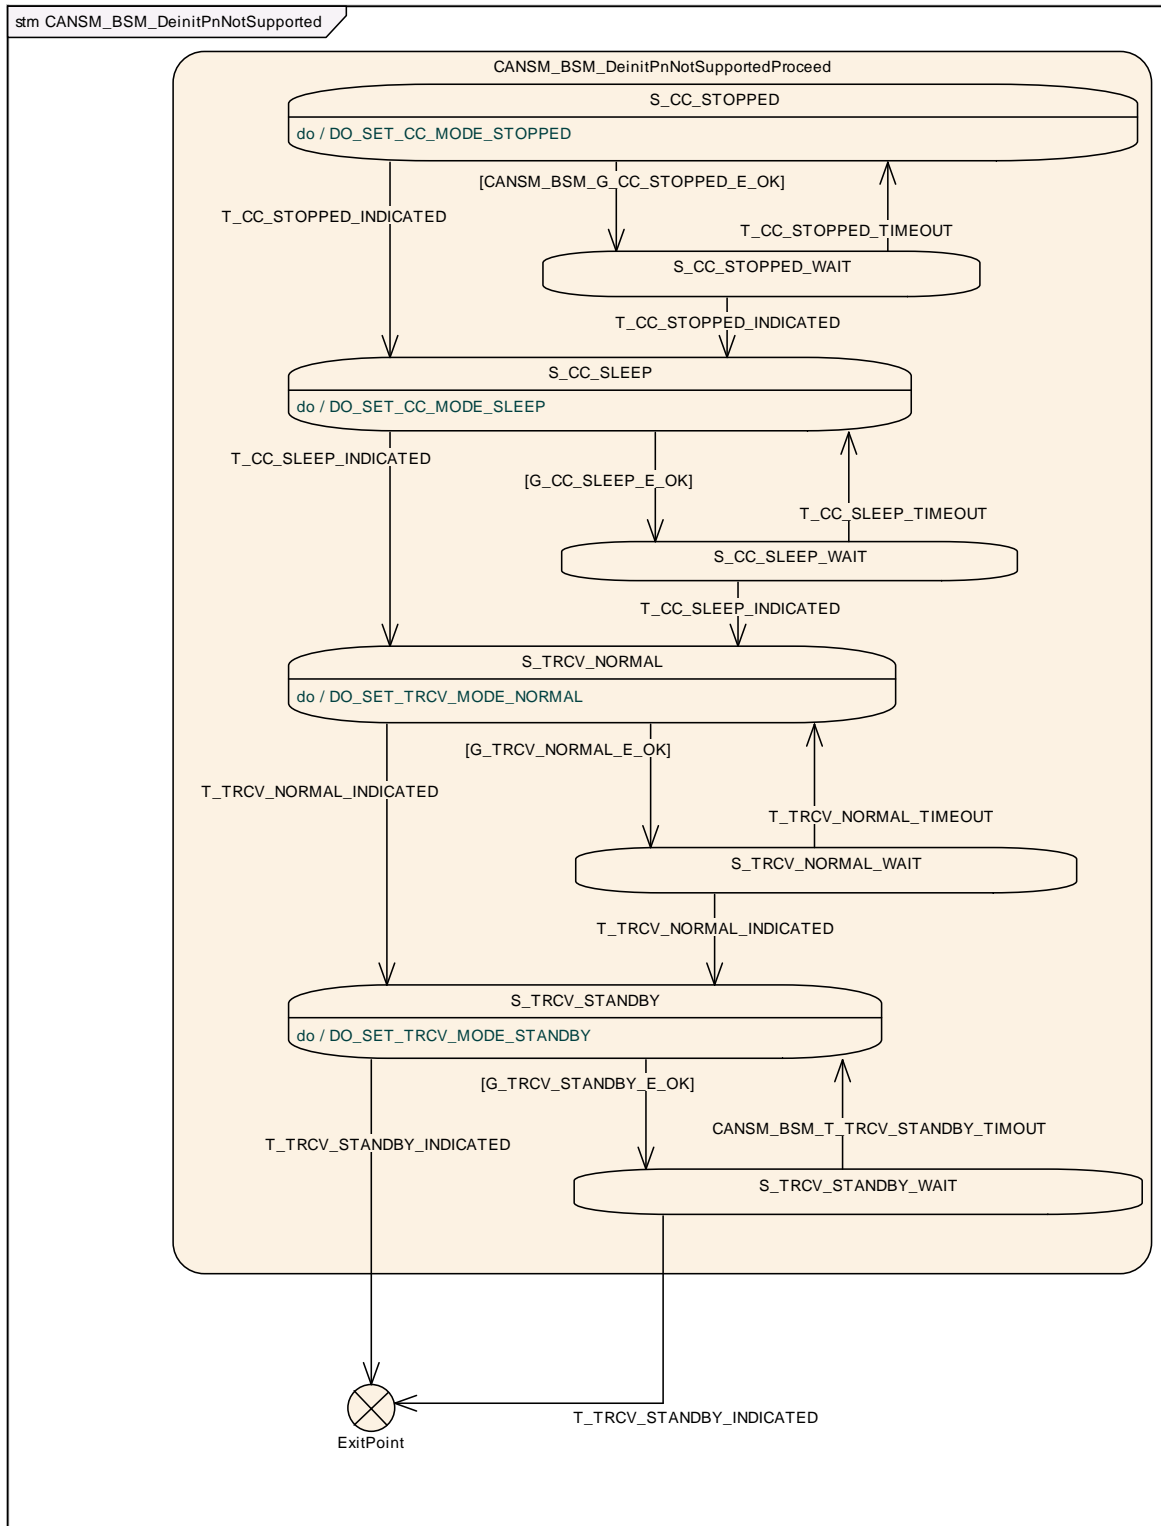 stm CANSM_BSM_DeinitPnNotSupported
CANSM_BSM_DeinitPnNotSupportedProceed
S_CC_STOPPED
do / DO_SET_CC_MODE_STOPPED
[CANSM_BSM_G_CC_STOPPED_E_OK]
T_CC_STOPPED_INDICATED
T_CC_STOPPED_TIMEOUT
S_CC_STOPPED_WAIT
T_CC_STOPPED_INDICATED
S_CC_SLEEP
do / DO_SET_CC_MODE_SLEEP
T_CC_SLEEP_INDICATED
[G_CC_SLEEP_E_OK]
T_CC_SLEEP_TIMEOUT
S_CC_SLEEP_WAIT
T_CC_SLEEP_INDICATED
S_TRCV_NORMAL
do / DO_SET_TRCV_MODE_NORMAL
[G_TRCV_NORMAL_E_OK]
T_TRCV_NORMAL_INDICATED
T_TRCV_NORMAL_TIMEOUT
S_TRCV_NORMAL_WAIT
T_TRCV_NORMAL_INDICATED
S_TRCV_STANDBY
do / DO_SET_TRCV_MODE_STANDBY
[G_TRCV_STANDBY_E_OK]
CANSM_BSM_T_TRCV_STANDBY_TIMOUT
T_TRCV_STANDBY_INDICATED
S_TRCV_STANDBY_WAIT
T_TRCV_STANDBY_INDICATED
ExitPoint